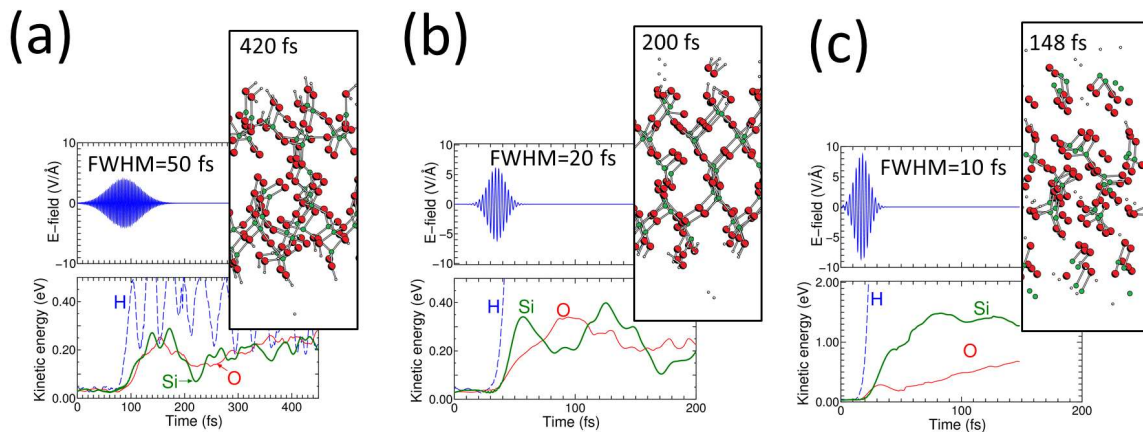 (a)
420 fs
FWHM=50 fs
E−field (V/Å)
10
5
0
−5
−10
Kinetic energy (eV)
0.40
0.20
0.00
H
Si
O
0 100 200 300 400
Time (fs)
(b)
200 fs
FWHM=20 fs
E−field (V/Å)
10
5
0
−5
−10
Kinetic energy (eV)
0.40
0.20
0.00
H
Si
O
0 100 200
Time (fs)
(c)
148 fs
FWHM=10 fs
E−field (V/Å)
10
5
0
−5
−10
Kinetic energy (eV)
2.00
1.00
0.00
H
Si
O
0 100 200
Time (fs)